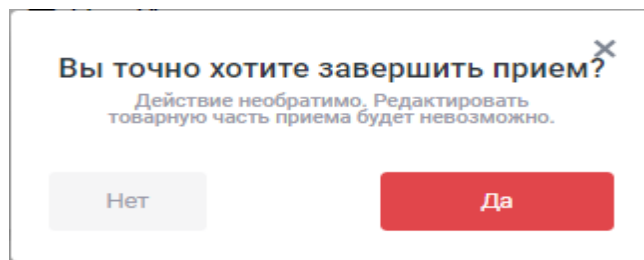 Вы точно хотите завершить прием?
Действие необратимо. Редактировать
товарную часть приема будет невозможно.
Нет
Да